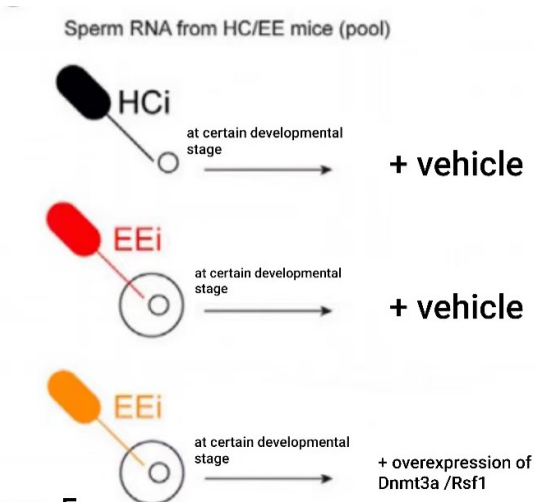 Sperm RNA from HC/EE mice (pool)
HCi
at certain developmental
stage
+ vehicle
EEi
at certain developmental
stage
+ vehicle
EEi
at certain developmental
stage
+ overexpression of
Dnmt3a /Rsf1